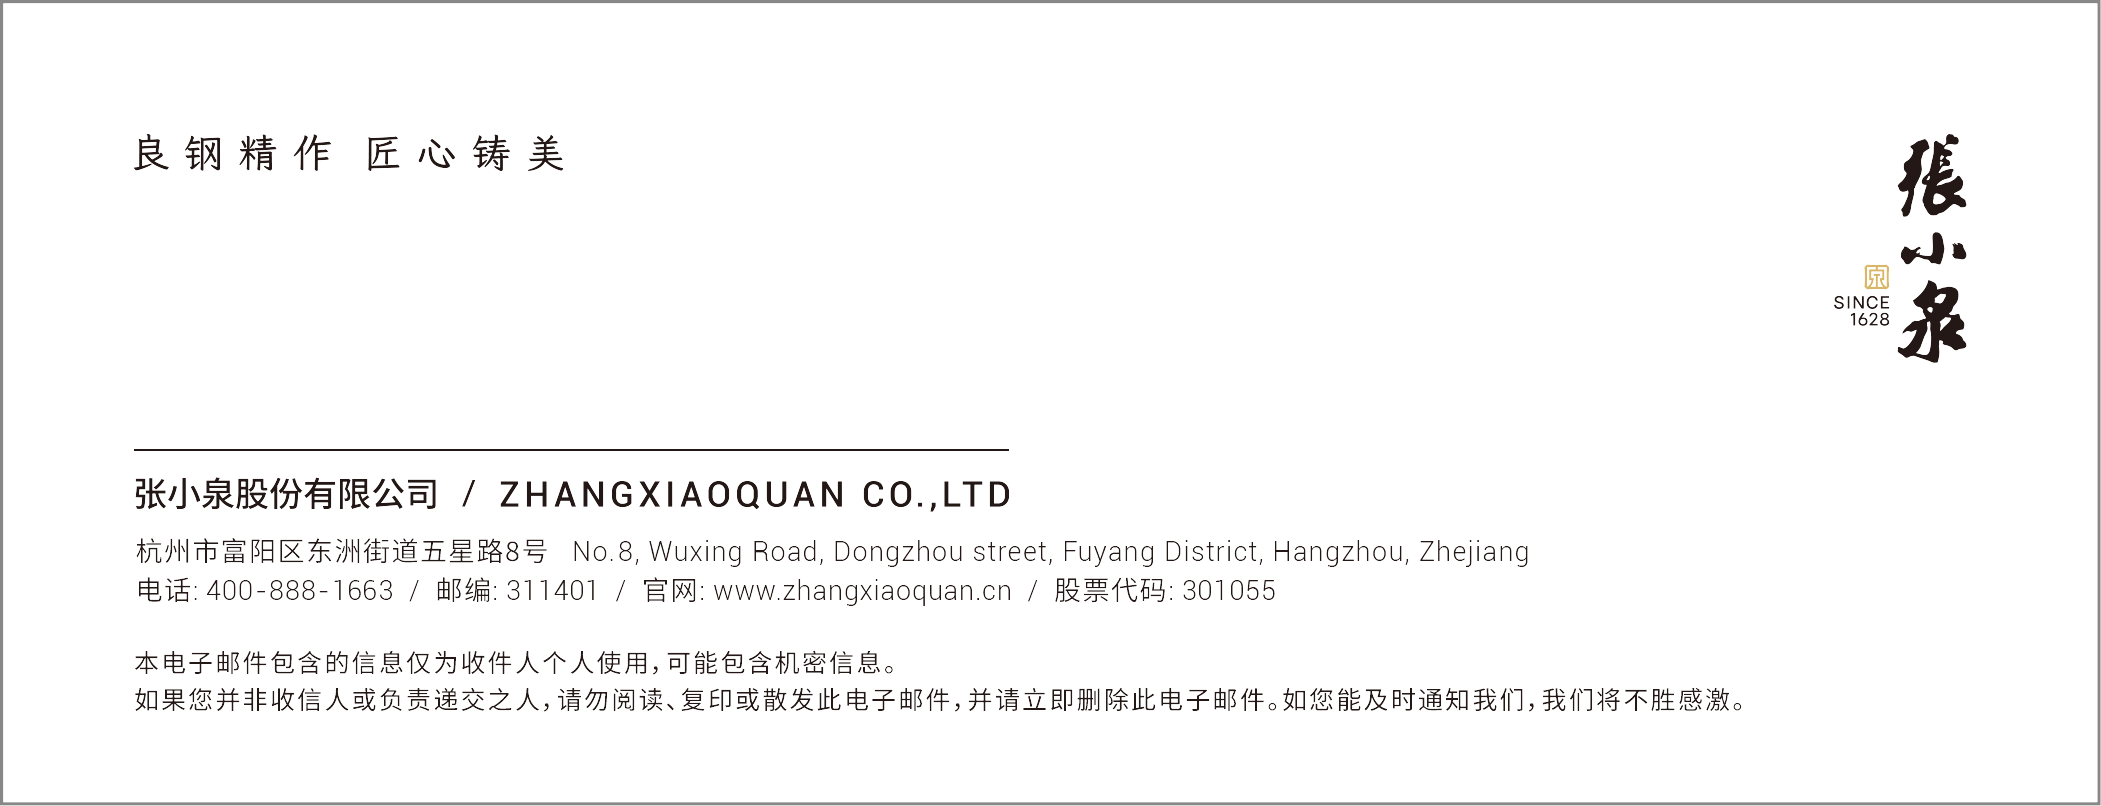 良钢精作 匠心铸美
張小泉
泉
SINCE
1628
张小泉股份有限公司 / ZHANGXIAOQUAN CO.,LTD
杭州市富阳区东洲街道五星路8号 No.8, Wuxing Road, Dongzhou street, Fuyang District, Hangzhou, Zhejiang
电话: 400-888-1663 / 邮编: 311401 / 官网: www.zhangxiaoquan.cn / 股票代码: 301055
本电子邮件包含的信息仅为收件人个人使用,可能包含机密信息。
如果您并非收信人或负责递交之人,请勿阅读、复印或散发此电子邮件,并请立即删除此电子邮件。如您能及时通知我们,我们将不胜感激。